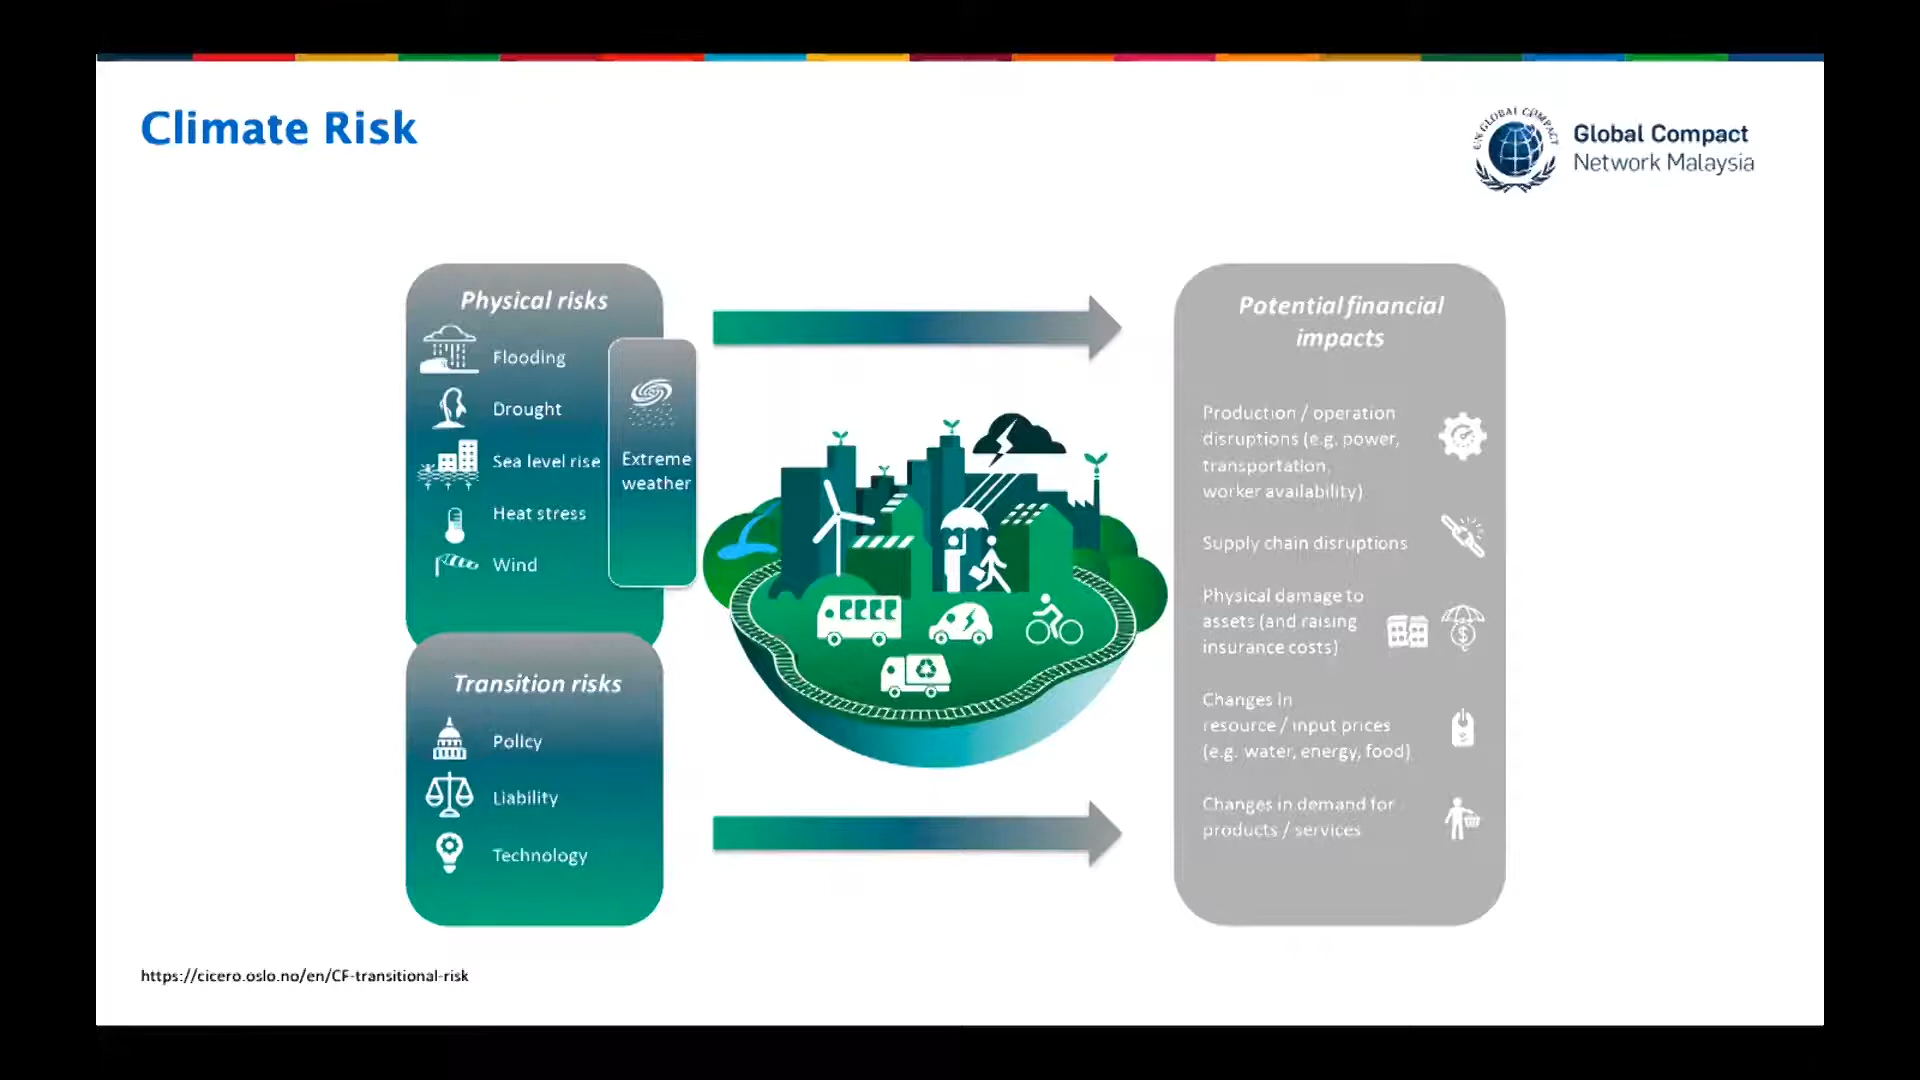 Climate Risk
UN GLOBAL COMPACT
Global Compact
Network Malaysia
Physical risks
Flooding
Drought
Sea level rise
Heat stress
Wind
Extreme
weather
Transition risks
Policy
Liability
Technology
Potential financial
impacts
Production / operation
disruptions (e.g. power,
transportation,
worker availability)
Supply chain disruptions
Physical damage to
assets (and raising
insurance costs)
Changes in
resource / input prices
(e.g. water, energy, food)
Changes in demand for
products / services
https://cicero.oslo.no/en/CF-transitional-risk